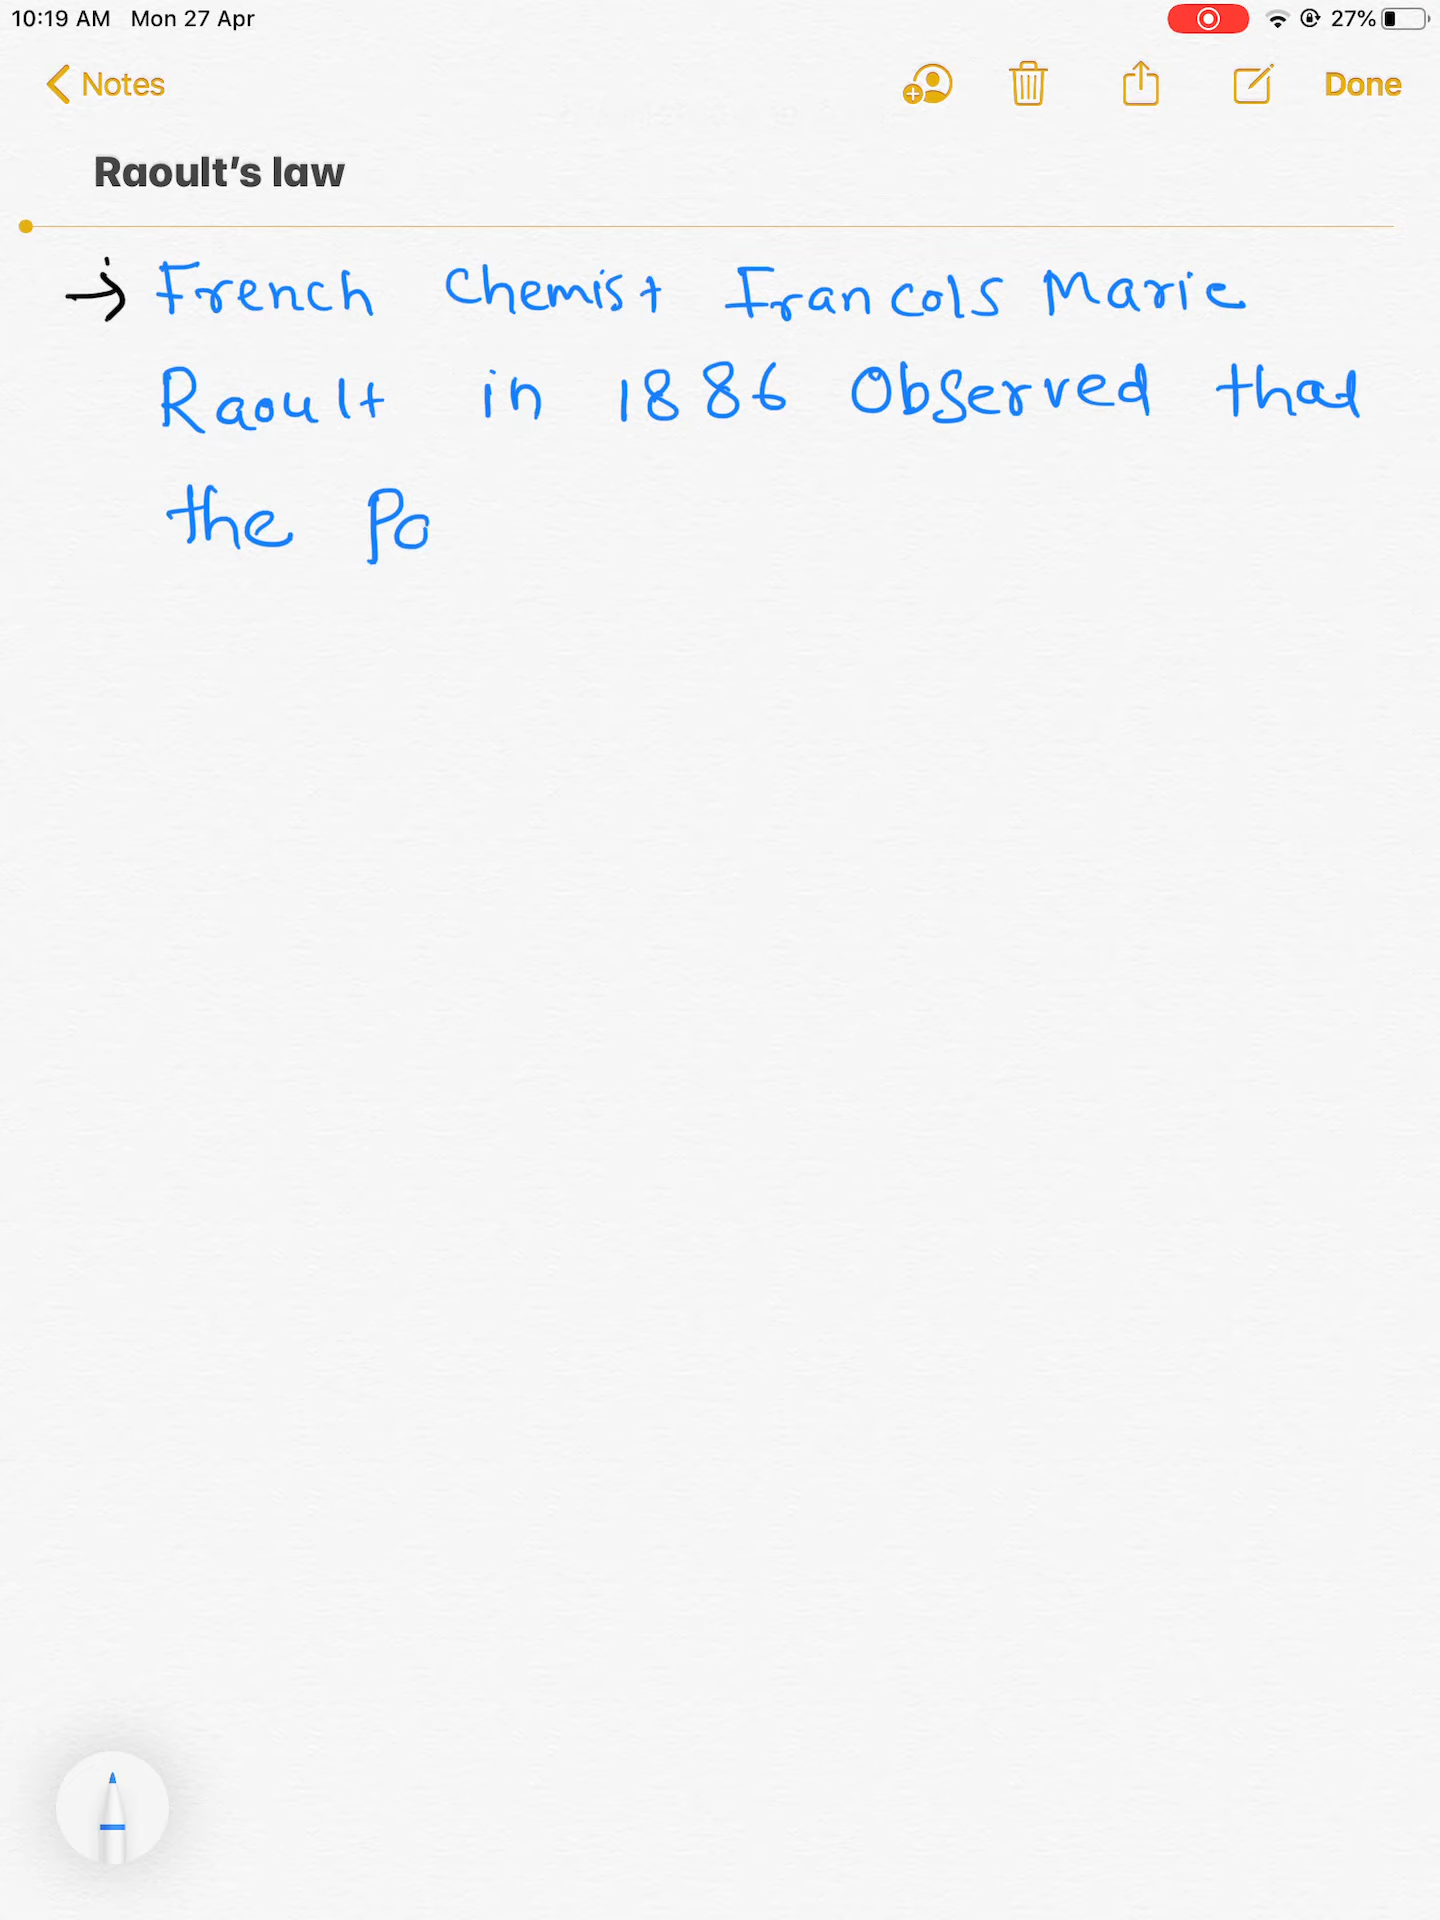 10:19 AM Mon 27 Apr 27%
Notes Done
Raoult's law
→ French Chemist Francols Marie
Raoult in 1886 Observed that
the Pa